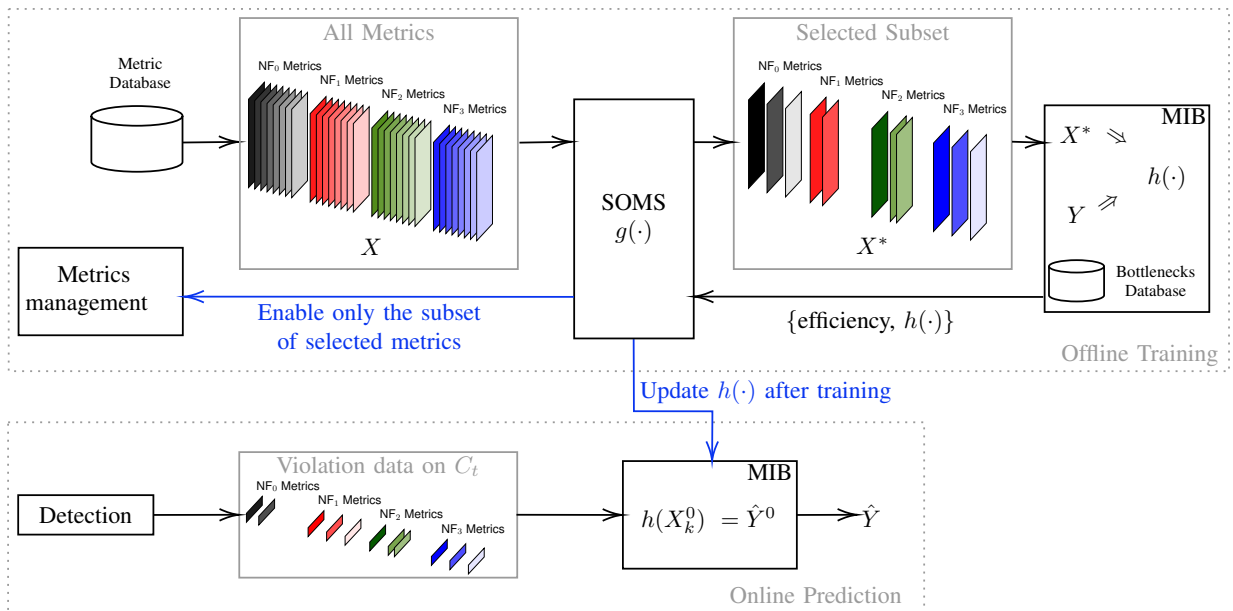 All Metrics
Selected Subset
Metric
Database
NF₀ Metrics
NF₁ Metrics
NF₂ Metrics
NF₃ Metrics
X
SOMS
g(·)
NF₀ Metrics
NF₁ Metrics
NF₂ Metrics
NF₃ Metrics
X*
MIB
X* ⇒
h(·)
Y ⇒
Bottlenecks
Database
Metrics
management
Enable only the subset
of selected metrics
{efficiency, h(·)}
Offline Training
Update h(·) after training
Violation data on Cₜ
NF₀ Metrics
NF₁ Metrics
NF₂ Metrics
NF₃ Metrics
Detection
MIB
h(Xₖ⁰) = Ŷ⁰
Ŷ
Online Prediction